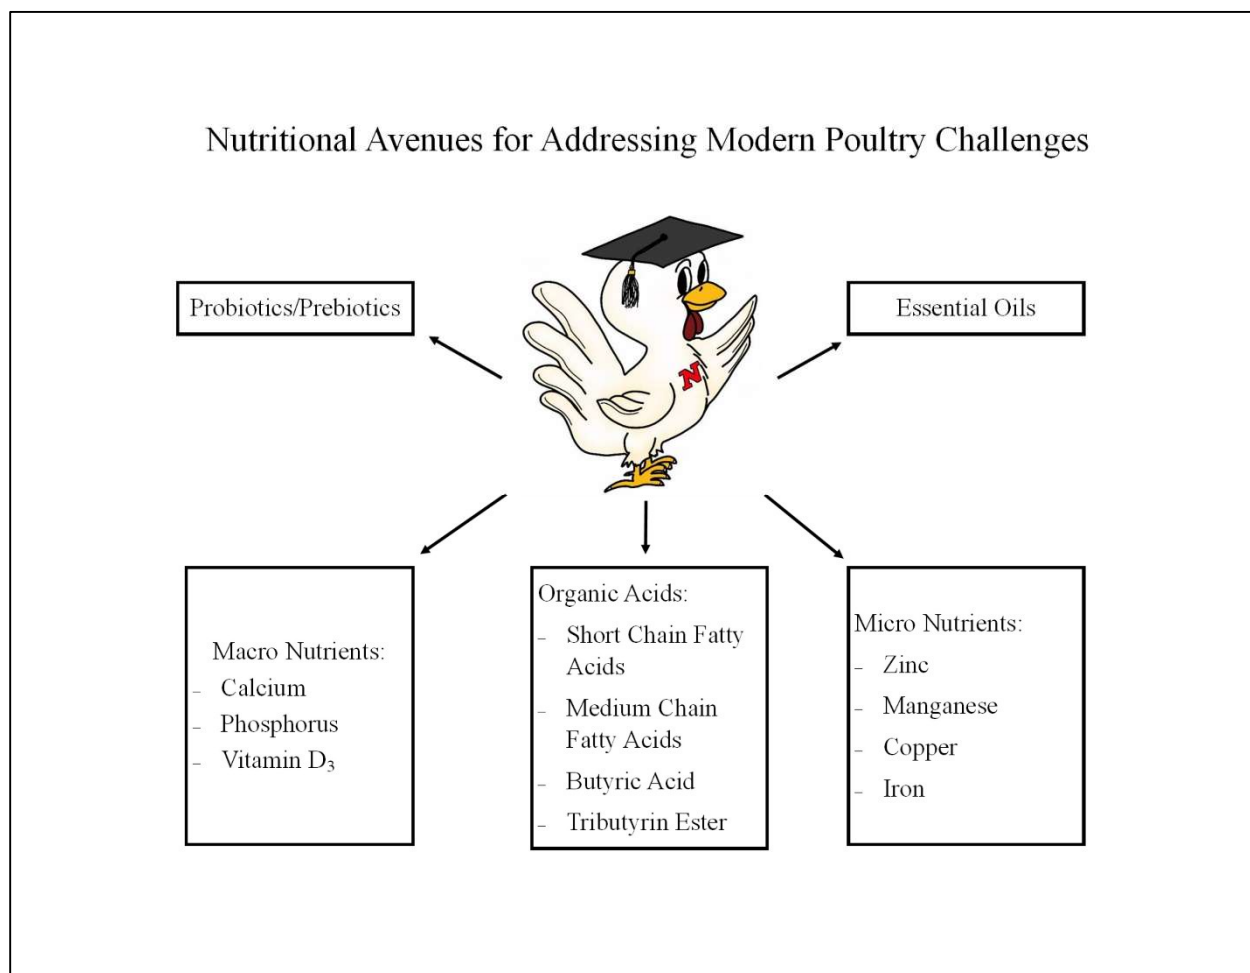 Nutritional Avenues for Addressing Modern Poultry Challenges
Probiotics/Prebiotics
Essential Oils
N
Macro Nutrients:
– Calcium
– Phosphorus
– Vitamin D₃
Organic Acids:
– Short Chain Fatty
Acids
– Medium Chain
Fatty Acids
– Butyric Acid
– Tributyrin Ester
Micro Nutrients:
– Zinc
– Manganese
– Copper
– Iron